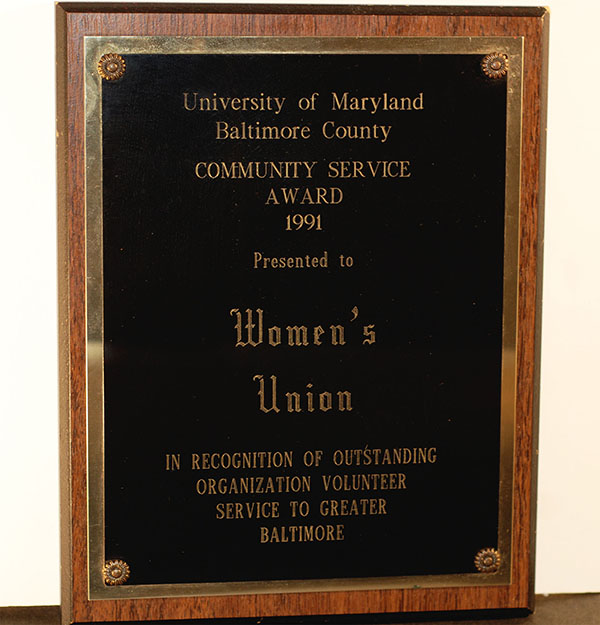 University of Maryland
Baltimore County
COMMUNITY SERVICE
AWARD
1991
Presented to
Women's
Union
IN RECOGNITION OF OUTSTANDING
ORGANIZATION VOLUNTEER
SERVICE TO GREATER
BALTIMORE